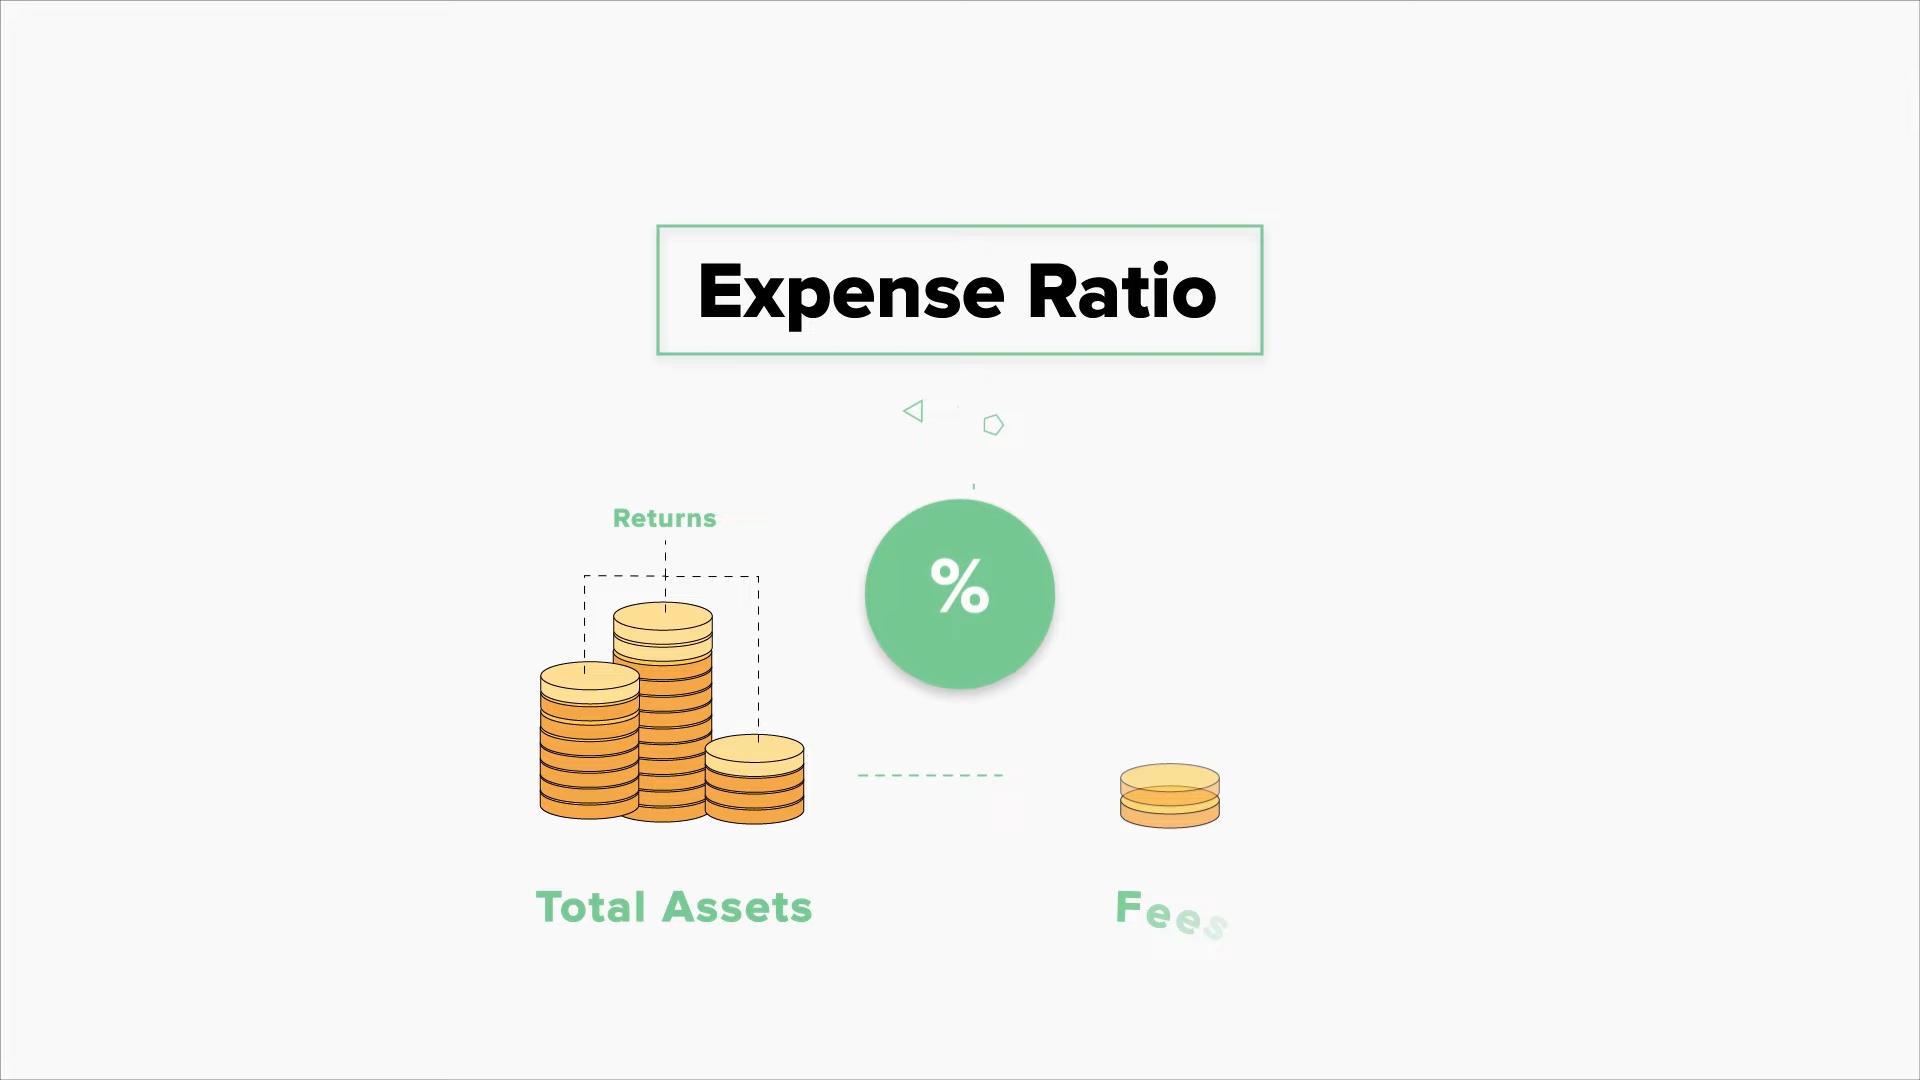 Expense Ratio
Returns
%
Total Assets
Fees